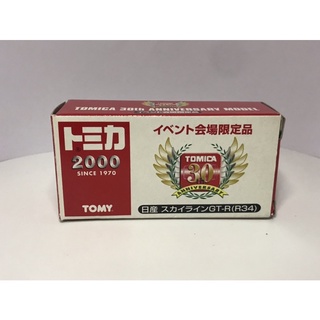 TOMICA 30th ANNIVERSARY MODEL
トミカ
2000
SINCE 1970
TOMY
イベント会場限定品
TOMICA
30
ANNIVERSARY
日産 スカイラインGT-R(R34)